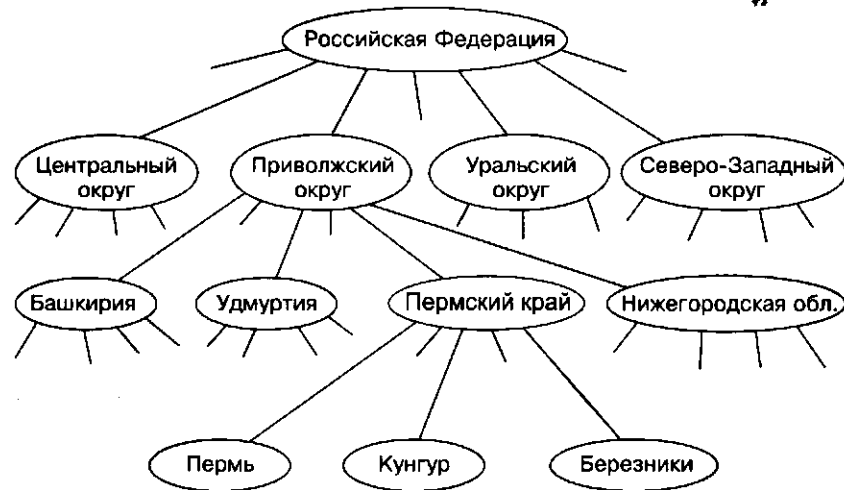 Российская Федерация
Центральный
округ
Приволжский
округ
Уральский
округ
Северо-Западный
округ
Башкирия
Удмуртия
Пермский край
Нижегородская обл.
Пермь
Кунгур
Березники